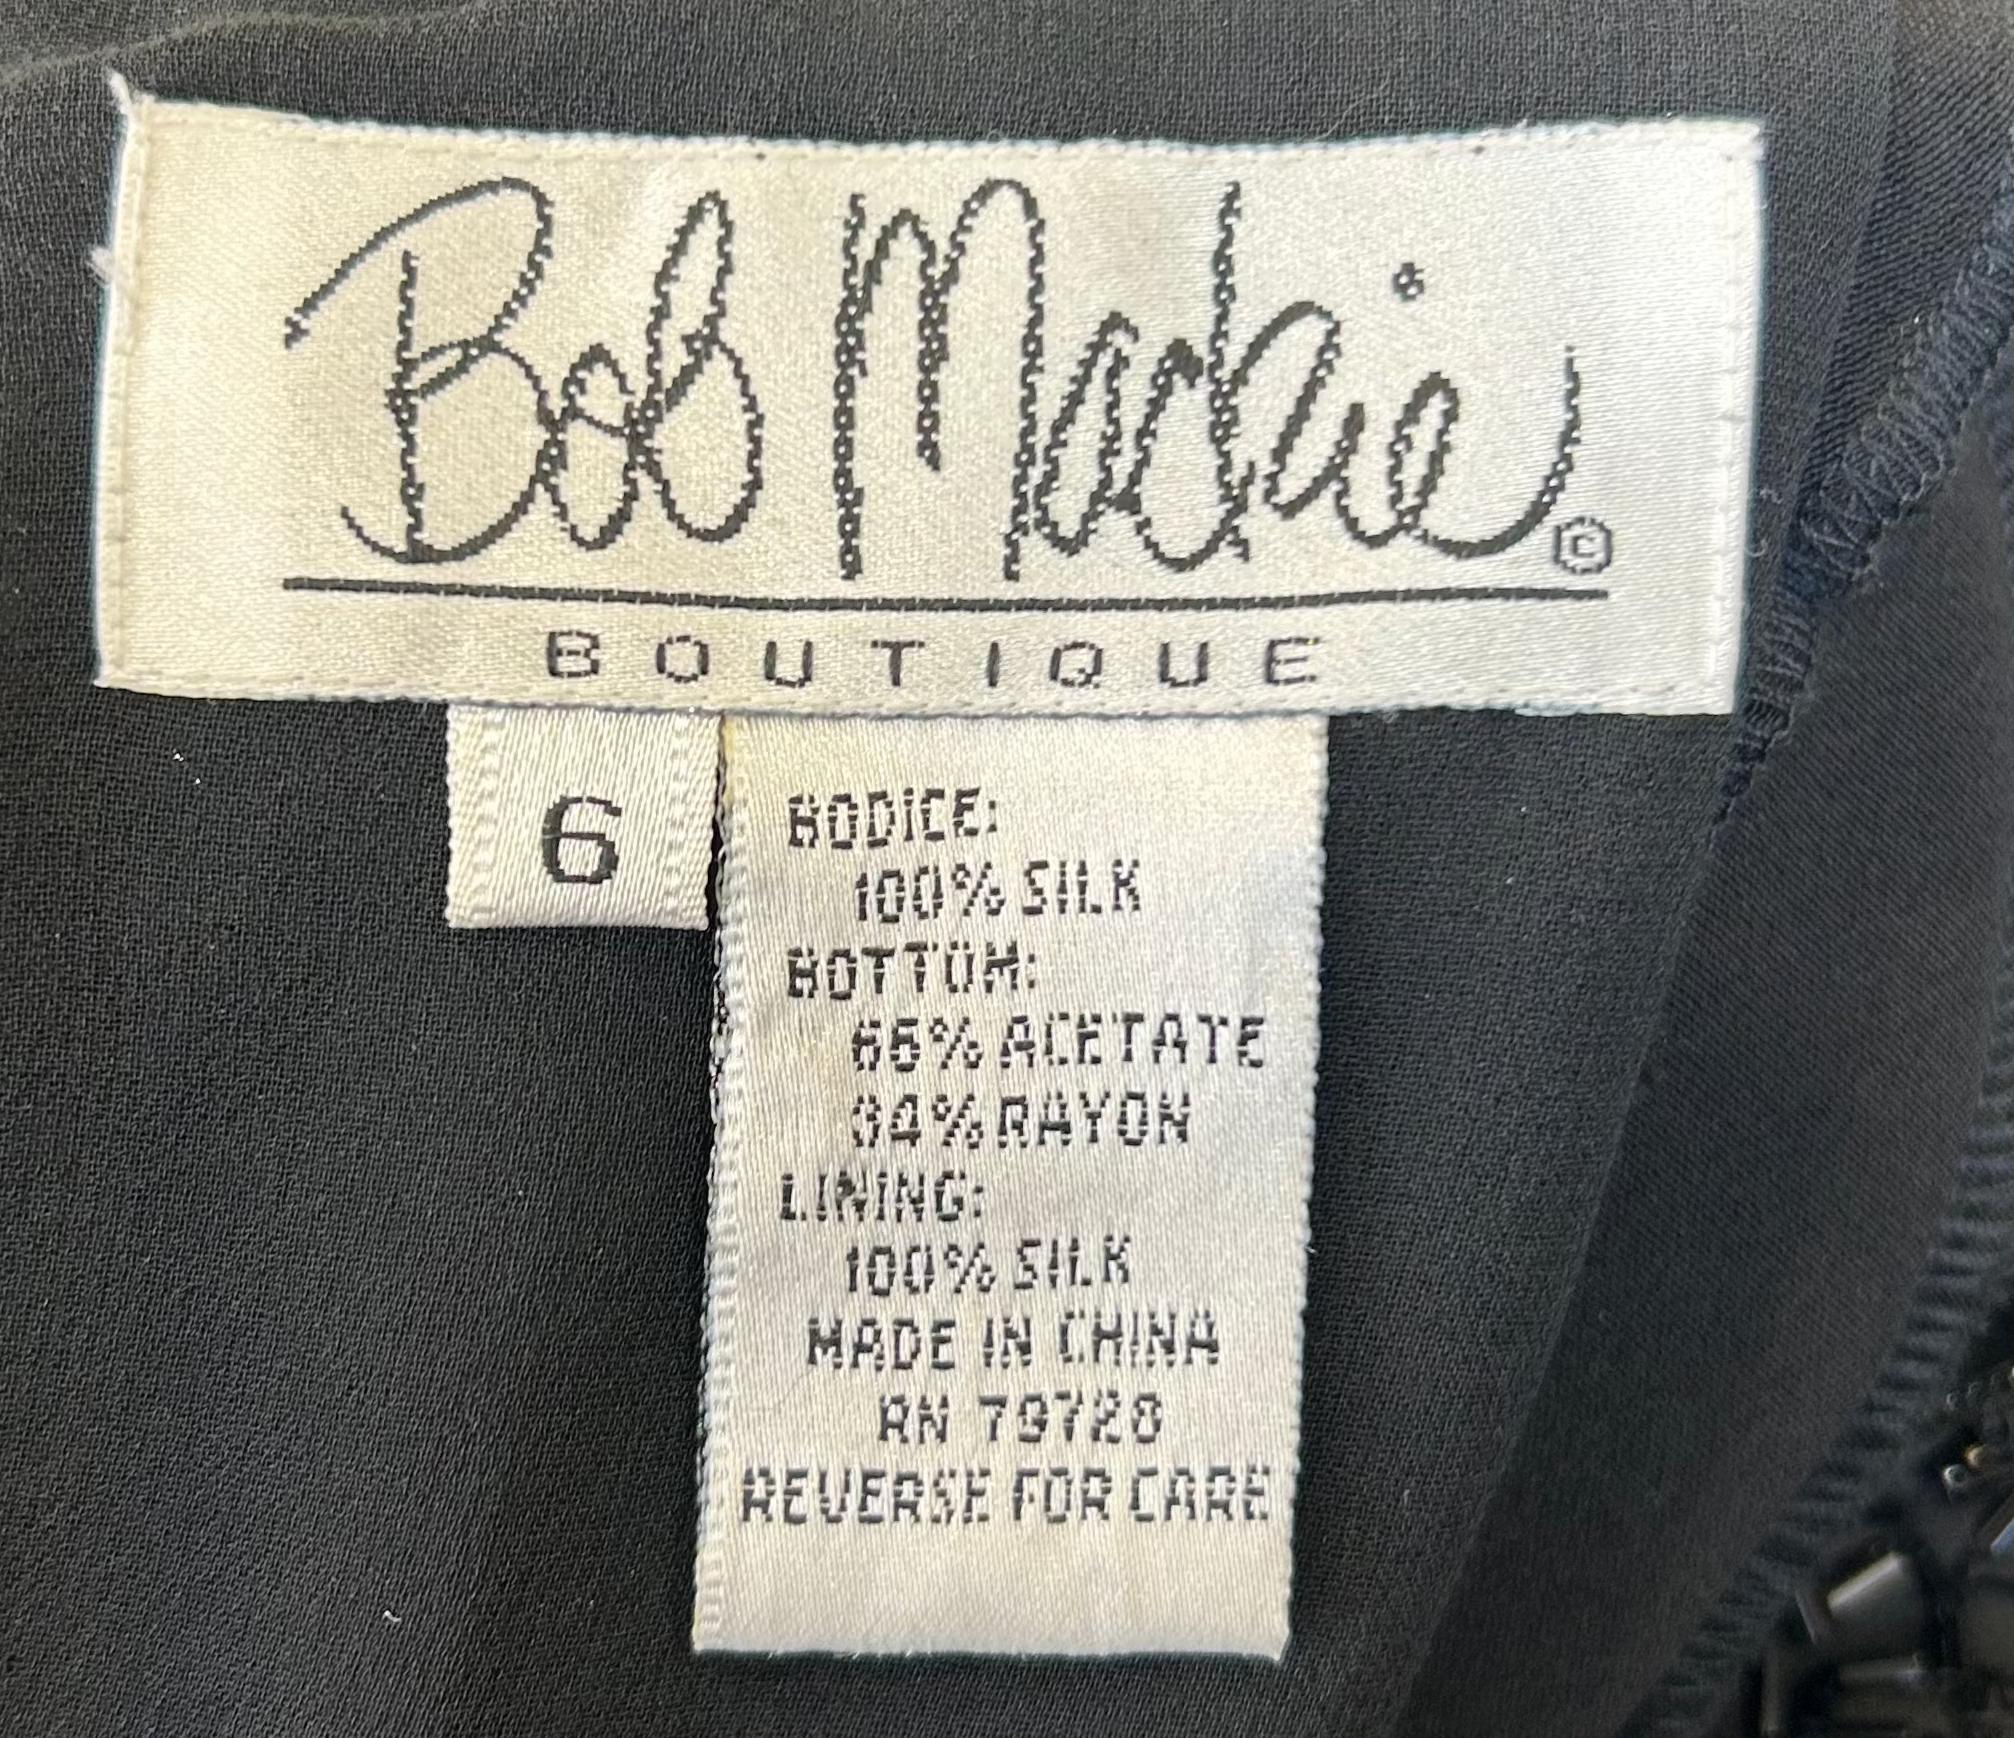 Bob Mackie ©
BOUTIQUE
6
BODICE:
100% SILK
BOTTOM:
66% ACETATE
34% RAYON
LINING:
100% SILK
MADE IN CHINA
RN 79728
REVERSE FOR CARE